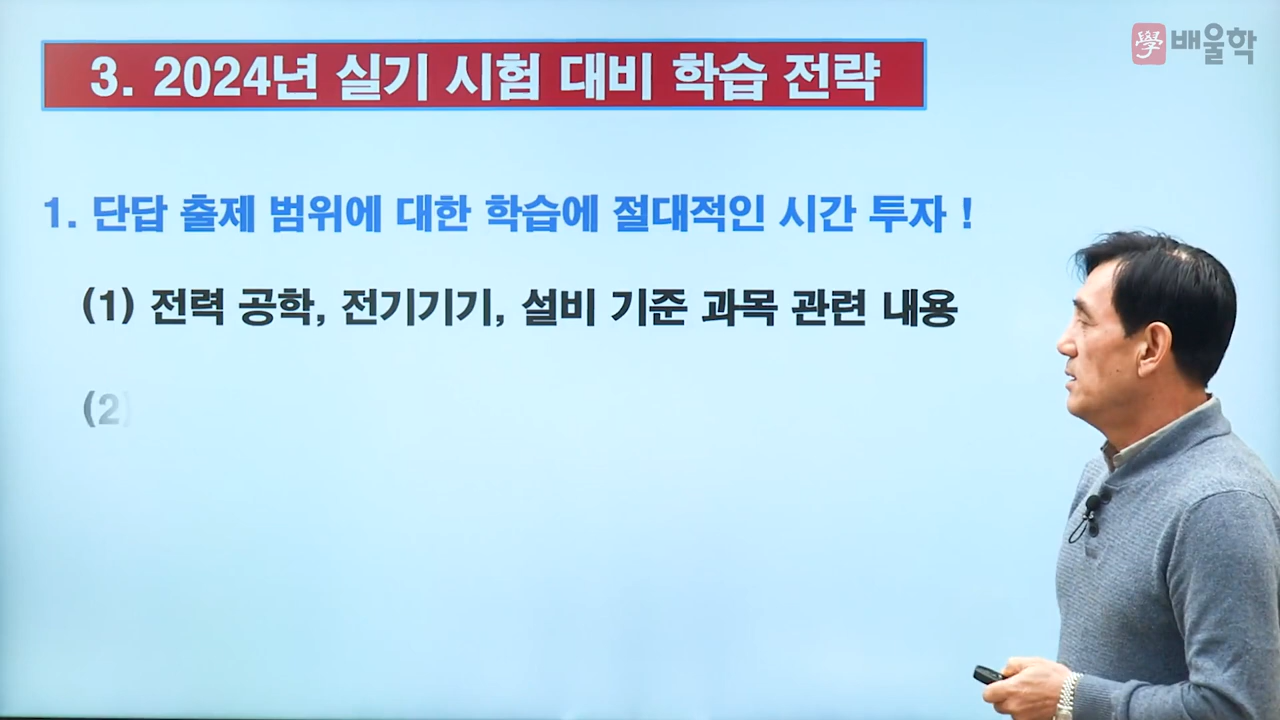 學 배울학
3. 2024년 실기 시험 대비 학습 전략
1. 단답 출제 범위에 대한 학습에 절대적인 시간 투자 !
(1) 전력 공학, 전기기기, 설비 기준 과목 관련 내용
(2)